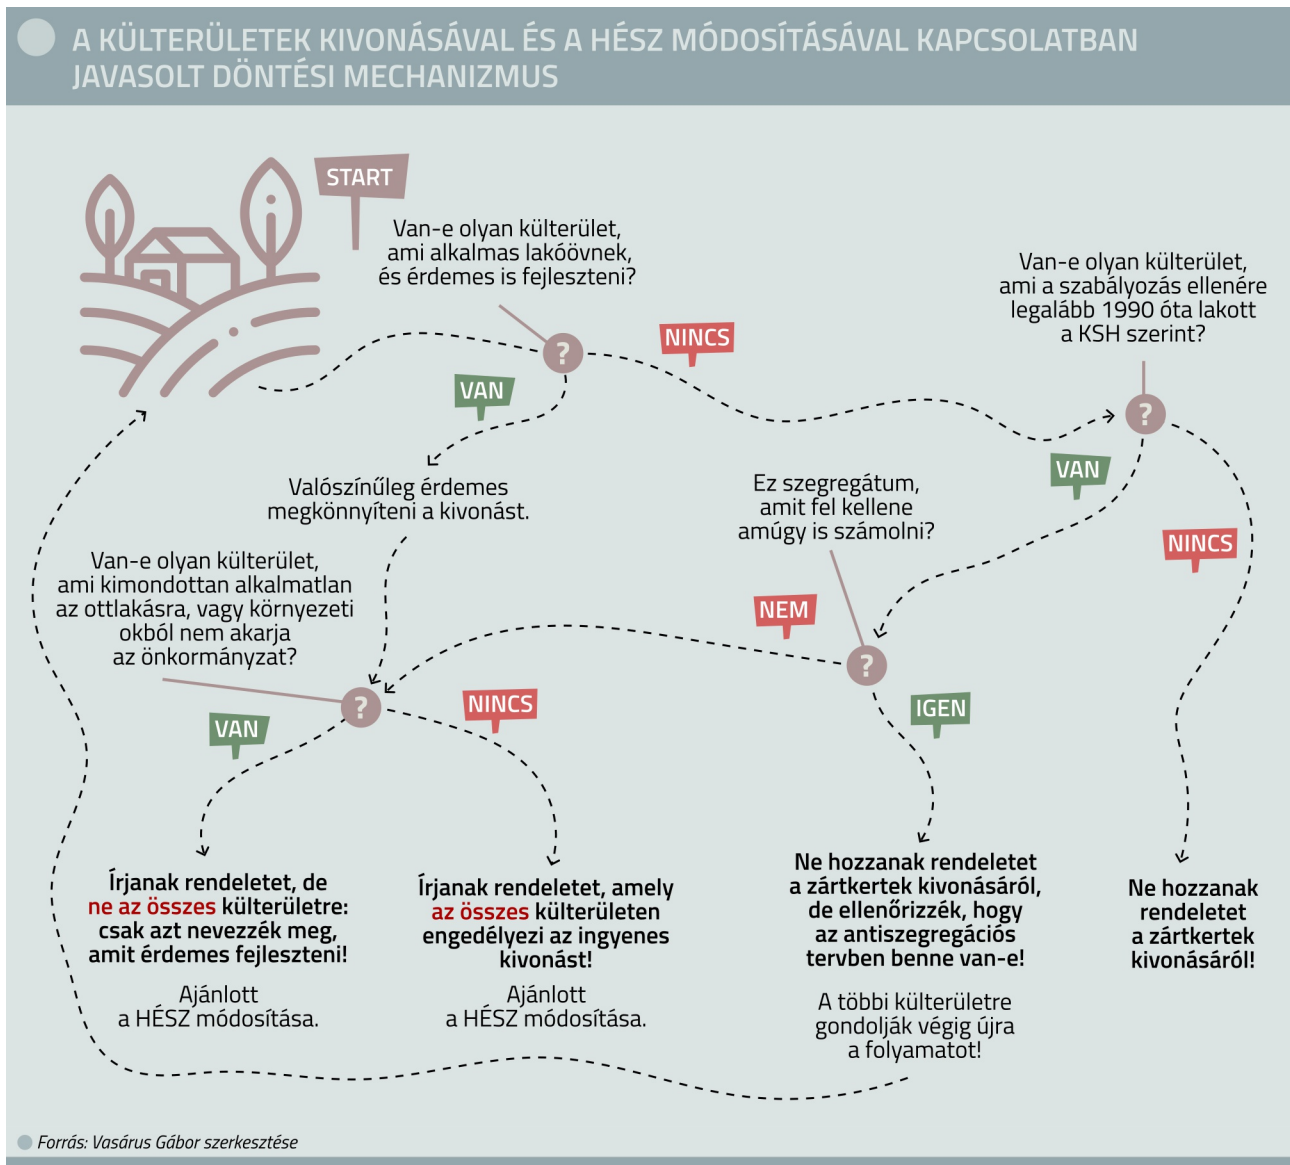 A KÜLTERÜLETEK KIVONÁSÁVAL ÉS A HÉSZ MÓDOSÍTÁSÁVAL KAPCSOLATBAN
JAVASOLT DÖNTÉSI MECHANIZMUS
START
Van-e olyan külterület,
ami alkalmas lakóövnek,
és érdemes is fejleszteni?
?
NINCS
VAN
Van-e olyan külterület,
ami a szabályozás ellenére
legalább 1990 óta lakott
a KSH szerint?
?
VAN
NINCS
Valószínűleg érdemes
megkönnyíteni a kivonást.
Ez szegregátum,
amit fel kellene
amúgy is számolni?
?
NEM
IGEN
Van-e olyan külterület,
ami kimondottan alkalmatlan
az ottlakásra, vagy környezeti
okból nem akarja
az önkormányzat?
?
VAN
NINCS
Írjanak rendeletet, de
ne az összes külterületre:
csak azt nevezzék meg,
amit érdemes fejleszteni!
Ajánlott
a HÉSZ módosítása.
Írjanak rendeletet, amely
az összes külterületen
engedélyezi az ingyenes
kivonást!
Ajánlott
a HÉSZ módosítása.
Ne hozzanak rendeletet
a zártkertek kivonásáról,
de ellenőrizzék, hogy
az antiszegregációs
tervben benne van-e!
A többi külterületre
gondolják végig újra
a folyamatot!
Ne hozzanak
rendeletet
a zártkertek
kivonásáról!
Forrás: Vasárus Gábor szerkesztése